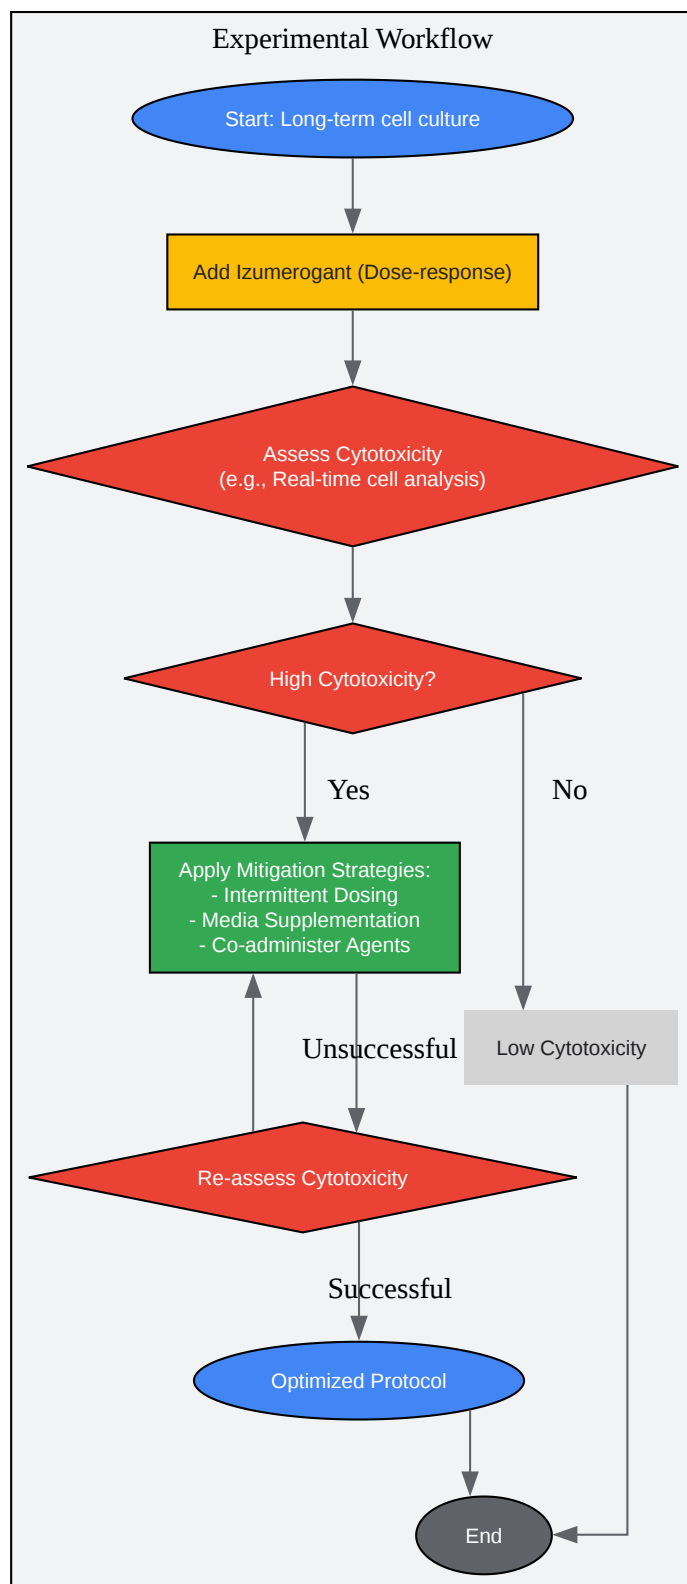 Experimental Workflow
Start: Long-term cell culture
Add Izumerogant (Dose-response)
Assess Cytotoxicity
(e.g., Real-time cell analysis)
High Cytotoxicity?
Yes
No
Apply Mitigation Strategies:
- Intermittent Dosing
- Media Supplementation
- Co-administer Agents
Unsuccessful
Low Cytotoxicity
Re-assess Cytotoxicity
Successful
Optimized Protocol
End